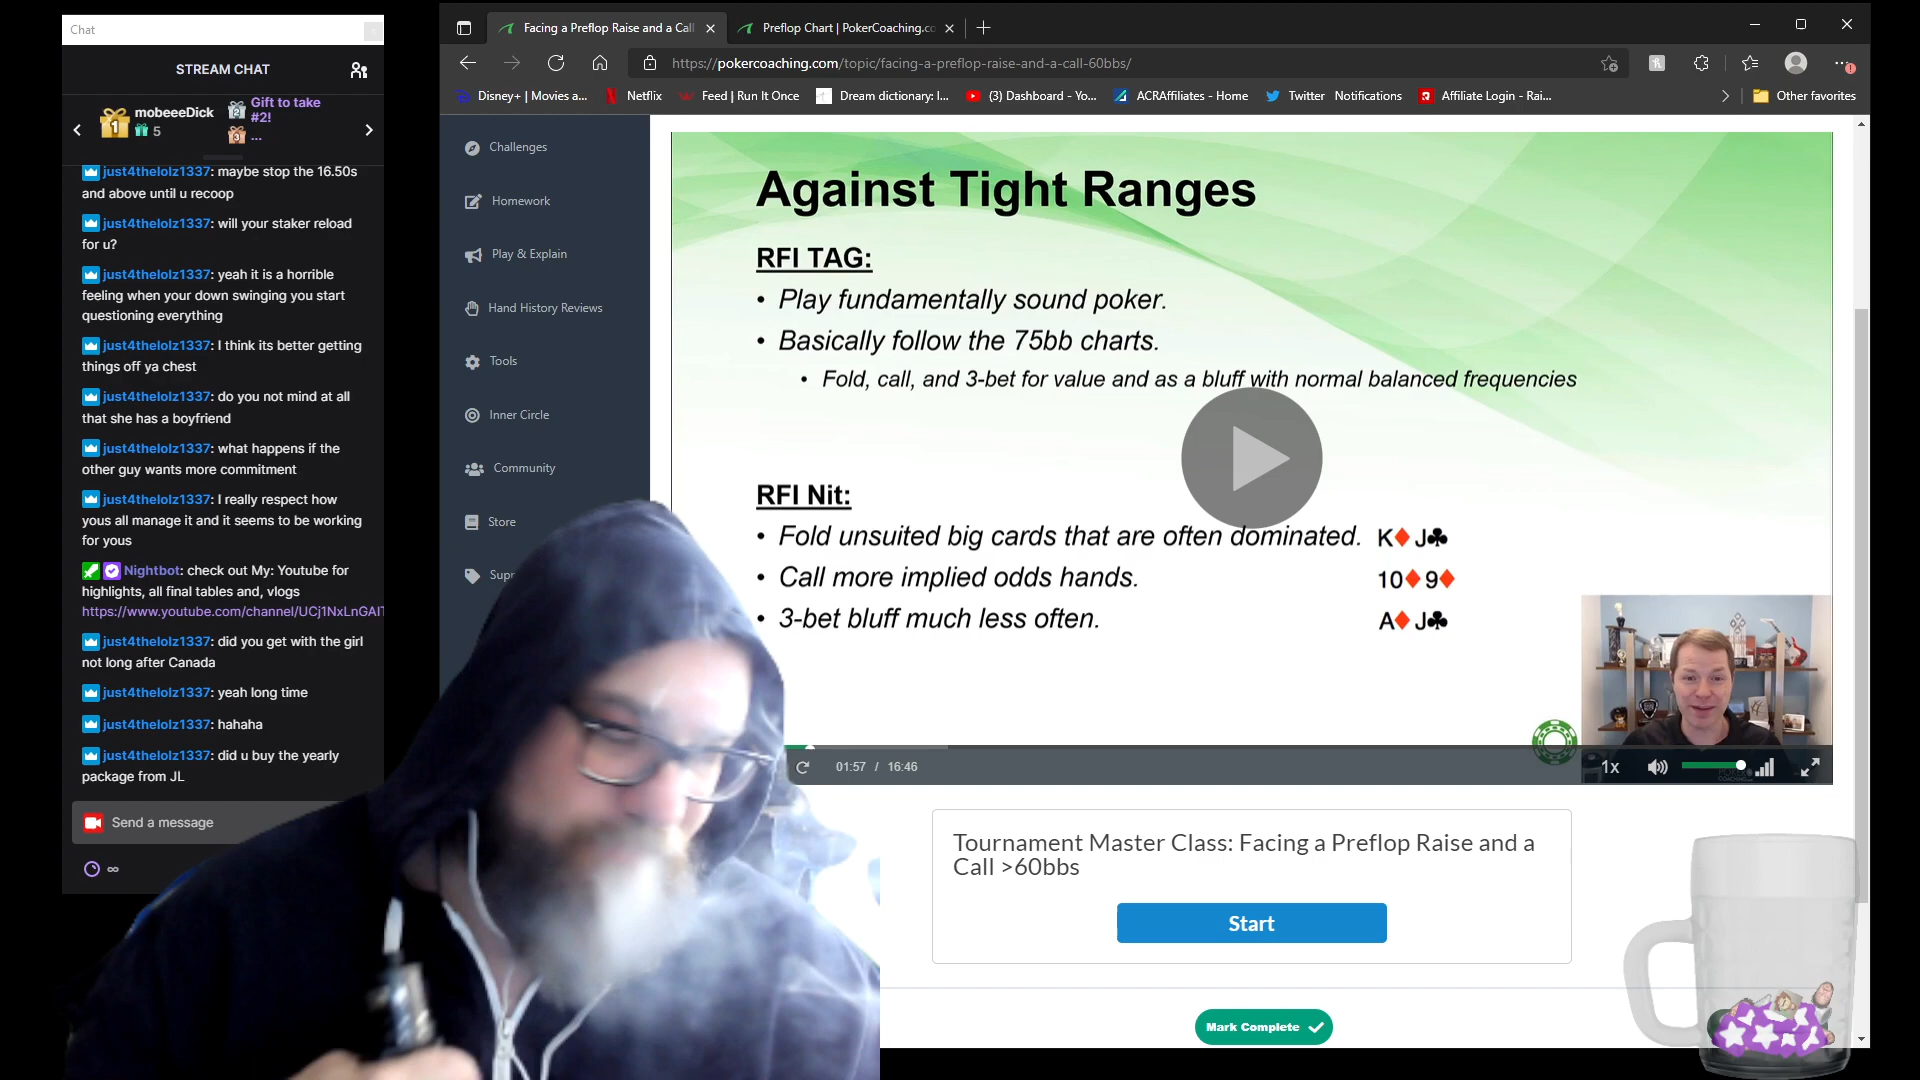 Chat
STREAM CHAT
1
mobeeeDick
5
2
3
Gift to take
#2!
...
just4thelolz1337: maybe stop the 16.50s
and above until u recoop
just4thelolz1337: will your staker reload
for u?
just4thelolz1337: yeah it is a horrible
feeling when your down swinging you start
questioning everything
just4thelolz1337: I think its better getting
things off ya chest
just4thelolz1337: do you not mind at all
that she has a boyfriend
just4thelolz1337: what happens if the
other guy wants more commitment
just4thelolz1337: I really respect how
yous all manage it and it seems to be working
for yous
Nightbot: check out My: Youtube for
highlights, all final tables and, vlogs
https://www.youtube.com/channel/UCj1NxLnGAI
just4thelolz1337: did you get with the girl
not long after Canada
just4thelolz1337: yeah long time
just4thelolz1337: hahaha
just4thelolz1337: did u buy the yearly
package from JL
Send a message
∞
Facing a Preflop Raise and a Call
Preflop Chart | PokerCoaching.co
https://pokercoaching.com/topic/facing-a-preflop-raise-and-a-call-60bbs/
Disney+ | Movies a...
Netflix
Feed | Run It Once
Dream dictionary: I...
(3) Dashboard - Yo...
ACRAffiliates - Home
Twitter
Notifications
Affiliate Login - Rai...
Other favorites
Challenges
Homework
Play & Explain
Hand History Reviews
Tools
Inner Circle
Community
Store
Supp
Against Tight Ranges
RFI TAG:
• Play fundamentally sound poker.
• Basically follow the 75bb charts.
• Fold, call, and 3-bet for value and as a bluff with normal balanced frequencies
RFI Nit:
• Fold unsuited big cards that are often dominated. K♦ J♣
• Call more implied odds hands. 10♦ 9♦
• 3-bet bluff much less often. A♦ J♣
01:57 / 16:46
1x
Tournament Master Class: Facing a Preflop Raise and a
Call >60bbs
Start
Mark Complete